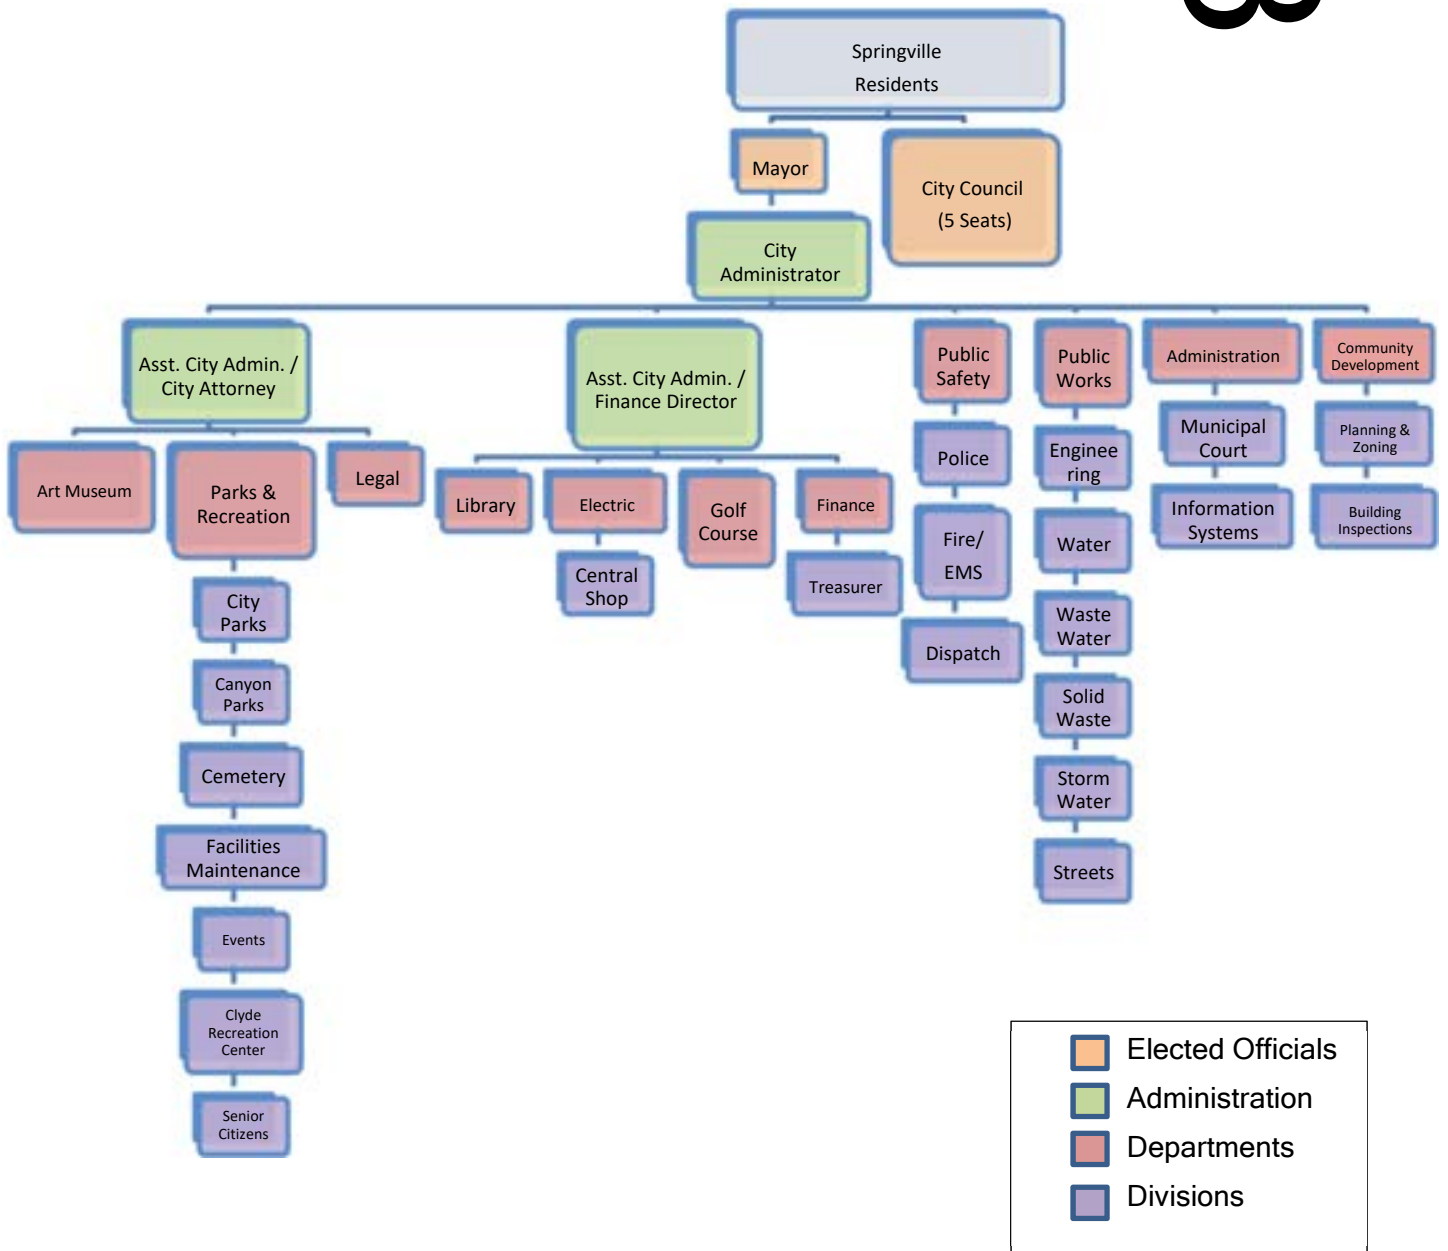 Springville
Residents
Mayor
City Council
(5 Seats)
City
Administrator
Asst. City Admin. /
City Attorney
Asst. City Admin. /
Finance Director
Public
Safety
Public
Works
Administration
Community
Development
Art Museum
Parks &
Recreation
Legal
Library
Electric
Golf
Course
Finance
Police
Enginee
ring
Municipal
Court
Planning &
Zoning
City
Parks
Central
Shop
Treasurer
Fire/
EMS
Water
Information
Systems
Building
Inspections
Canyon
Parks
Dispatch
Waste
Water
Cemetery
Solid
Waste
Facilities
Maintenance
Storm
Water
Events
Streets
Clyde
Recreation
Center
Senior
Citizens
Elected Officials
Administration
Departments
Divisions